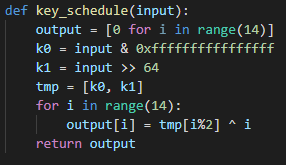 def key_schedule(input):
    output = [0 for i in range(14)]
    k0 = input & 0xffffffffffffffff
    k1 = input >> 64
    tmp = [k0, k1]
    for i in range(14):
        output[i] = tmp[i%2] ^ i
    return output